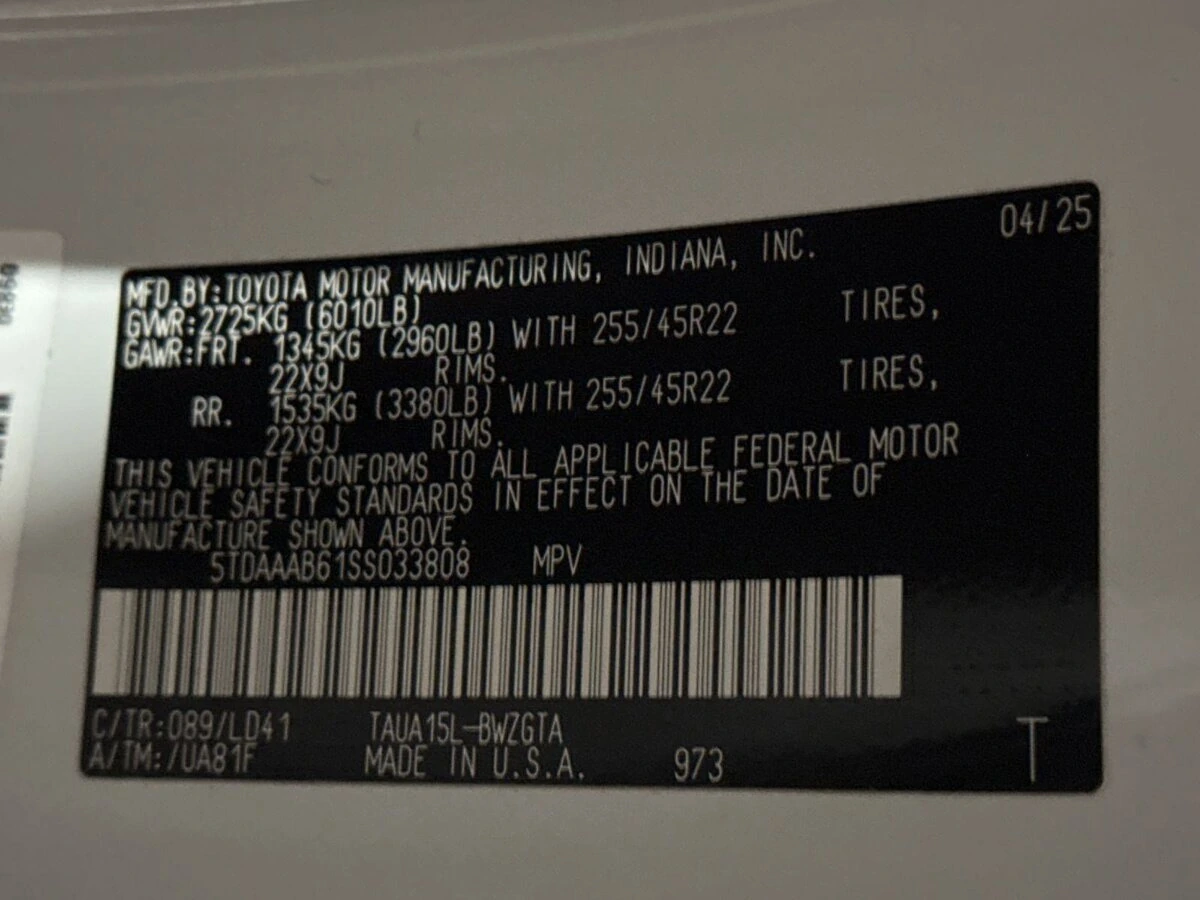 04/25
MFD.BY:TOYOTA MOTOR MANUFACTURING, INDIANA, INC.
GVWR:2725KG (6010LB)
GAWR:FRT. 1345KG (2960LB) WITH 255/45R22 TIRES,
22X9J RIMS.
RR. 1535KG (3380LB) WITH 255/45R22 TIRES,
22X9J RIMS.
THIS VEHICLE CONFORMS TO ALL APPLICABLE FEDERAL MOTOR
VEHICLE SAFETY STANDARDS IN EFFECT ON THE DATE OF
MANUFACTURE SHOWN ABOVE.
5TDAAAB61SS033808 MPV
C/TR:089/LD41 TAUA15L-BWZGTA
A/TM:/UA81F MADE IN U.S.A. 973 T